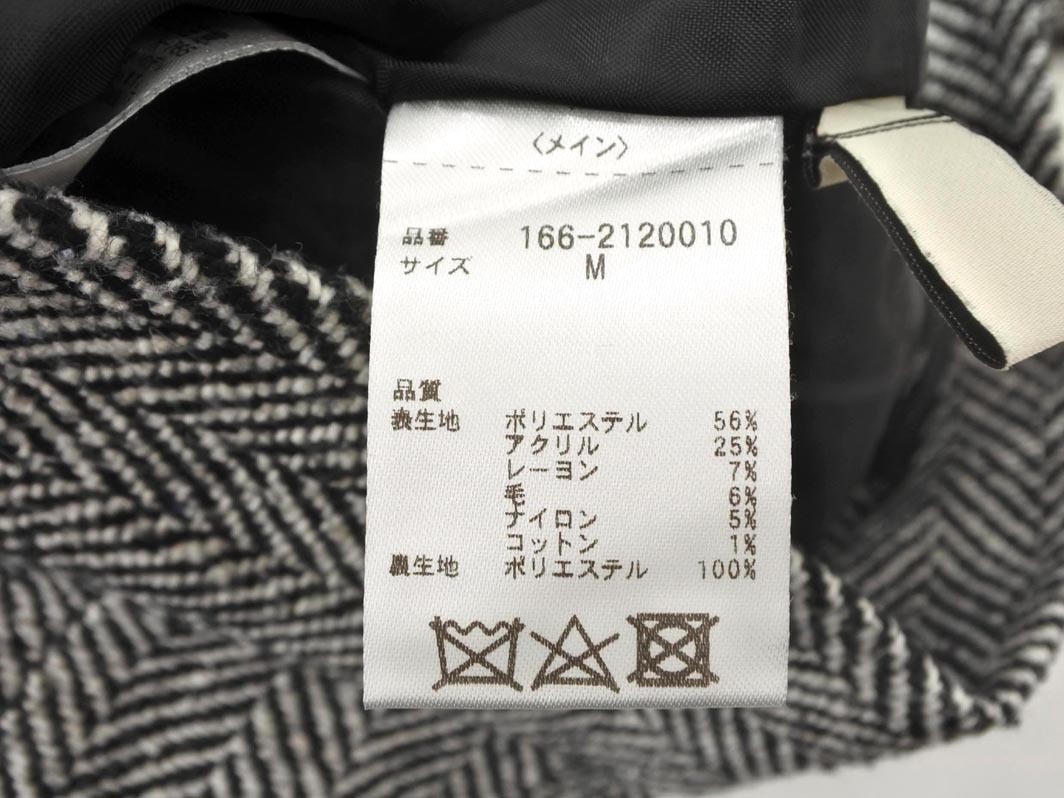 〈メイン〉
品番 166-2120010
サイズ M
品質
表生地 ポリエステル 56%
アクリル 25%
レーヨン 7%
毛 6%
ナイロン 5%
コットン 1%
裏生地 ポリエステル 100%